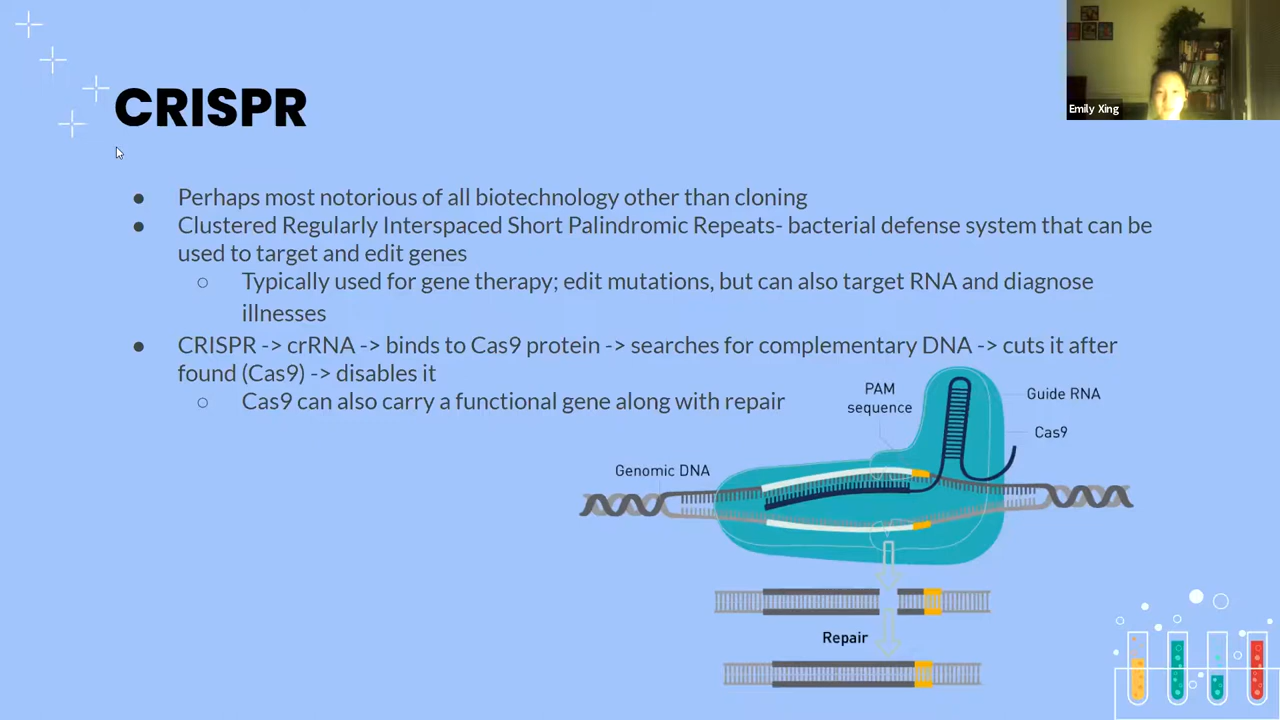 CRISPR
Emily Xing
● Perhaps most notorious of all biotechnology other than cloning
● Clustered Regularly Interspaced Short Palindromic Repeats- bacterial defense system that can be
used to target and edit genes
○ Typically used for gene therapy; edit mutations, but can also target RNA and diagnose
illnesses
● CRISPR -> crRNA -> binds to Cas9 protein -> searches for complementary DNA -> cuts it after
found (Cas9) -> disables it
○ Cas9 can also carry a functional gene along with repair
PAM
sequence
Guide RNA
Cas9
Genomic DNA
Repair